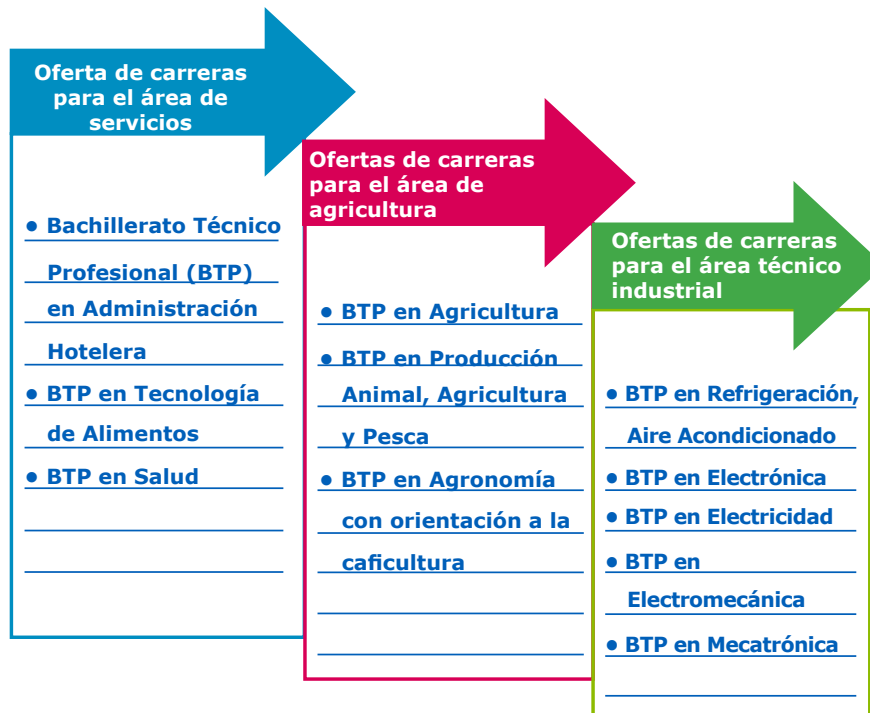 Oferta de carreras
para el área de
servicios
• Bachillerato Técnico
Profesional (BTP)
en Administración
Hotelera
• BTP en Tecnología
de Alimentos
• BTP en Salud
Ofertas de carreras
para el área de
agricultura
• BTP en Agricultura
• BTP en Producción
Animal, Agricultura
y Pesca
• BTP en Agronomía
con orientación a la
caficultura
Ofertas de carreras
para el área técnico
industrial
• BTP en Refrigeración,
Aire Acondicionado
• BTP en Electrónica
• BTP en Electricidad
• BTP en
Electromecánica
• BTP en Mecatrónica